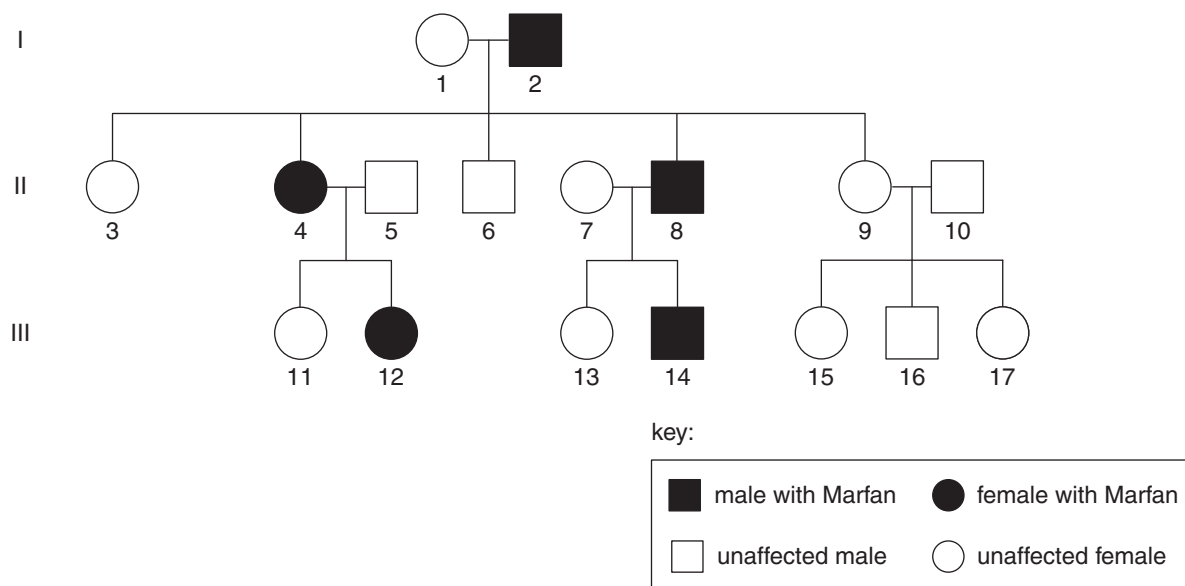 I
1 2
II
3 4 5 6 7 8 9 10
III
11 12 13 14 15 16 17
key:
male with Marfan female with Marfan
unaffected male unaffected female